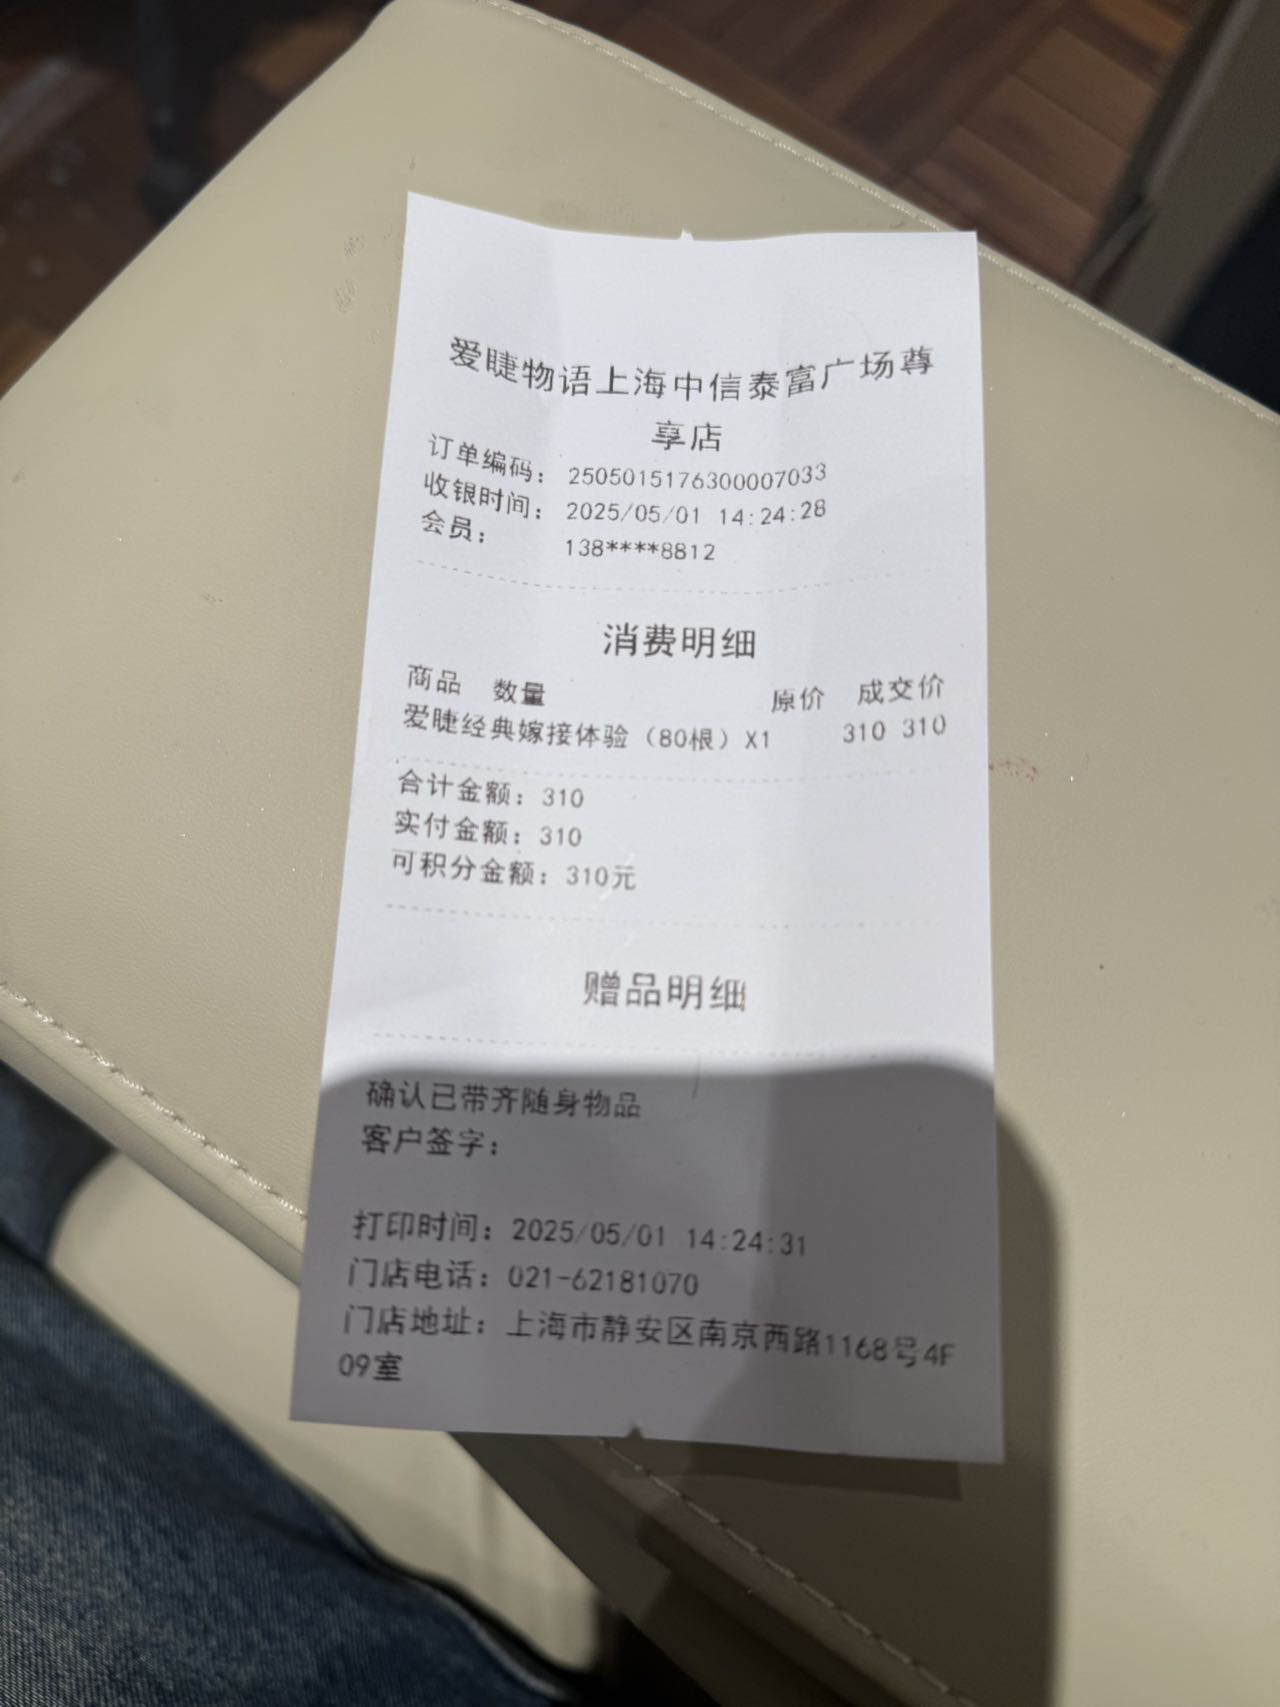 爱睫物语上海中信泰富广场尊
享店
订单编码： 2505015176300007033
收银时间： 2025/05/01 14:24:28
会员： 138****8812
消费明细
商品 数量 原价 成交价
爱睫经典嫁接体验（80根）X1 310 310
合计金额：310
实付金额：310
可积分金额：310元
赠品明细
确认已带齐随身物品
客户签字：
打印时间：2025/05/01 14:24:31
门店电话：021-62181070
门店地址：上海市静安区南京西路1168号4F
09室